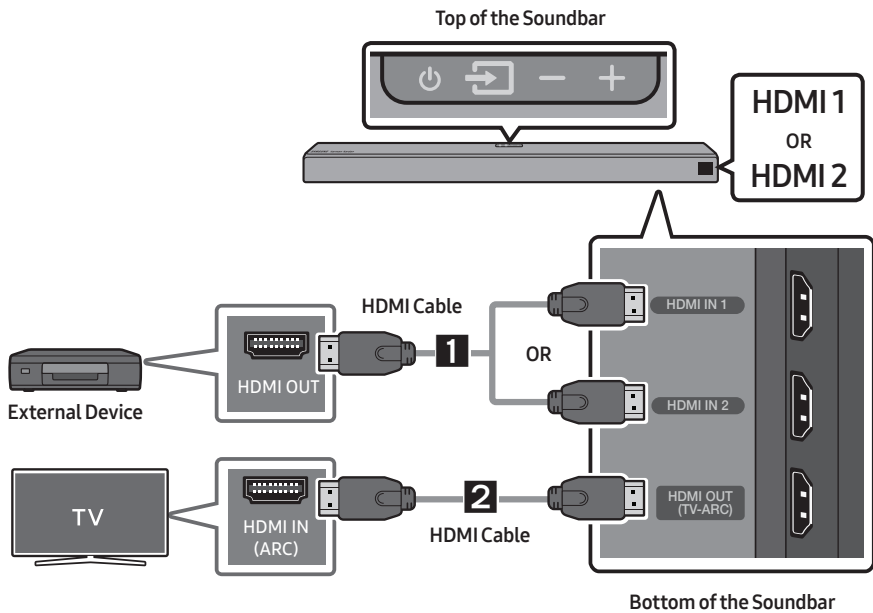 Top of the Soundbar
HDMI 1
OR
HDMI 2
HDMI Cable
HDMI IN 1
1
OR
HDMI OUT
External Device
HDMI IN 2
TV
HDMI IN
(ARC)
2
HDMI Cable
HDMI OUT
(TV-ARC)
Bottom of the Soundbar